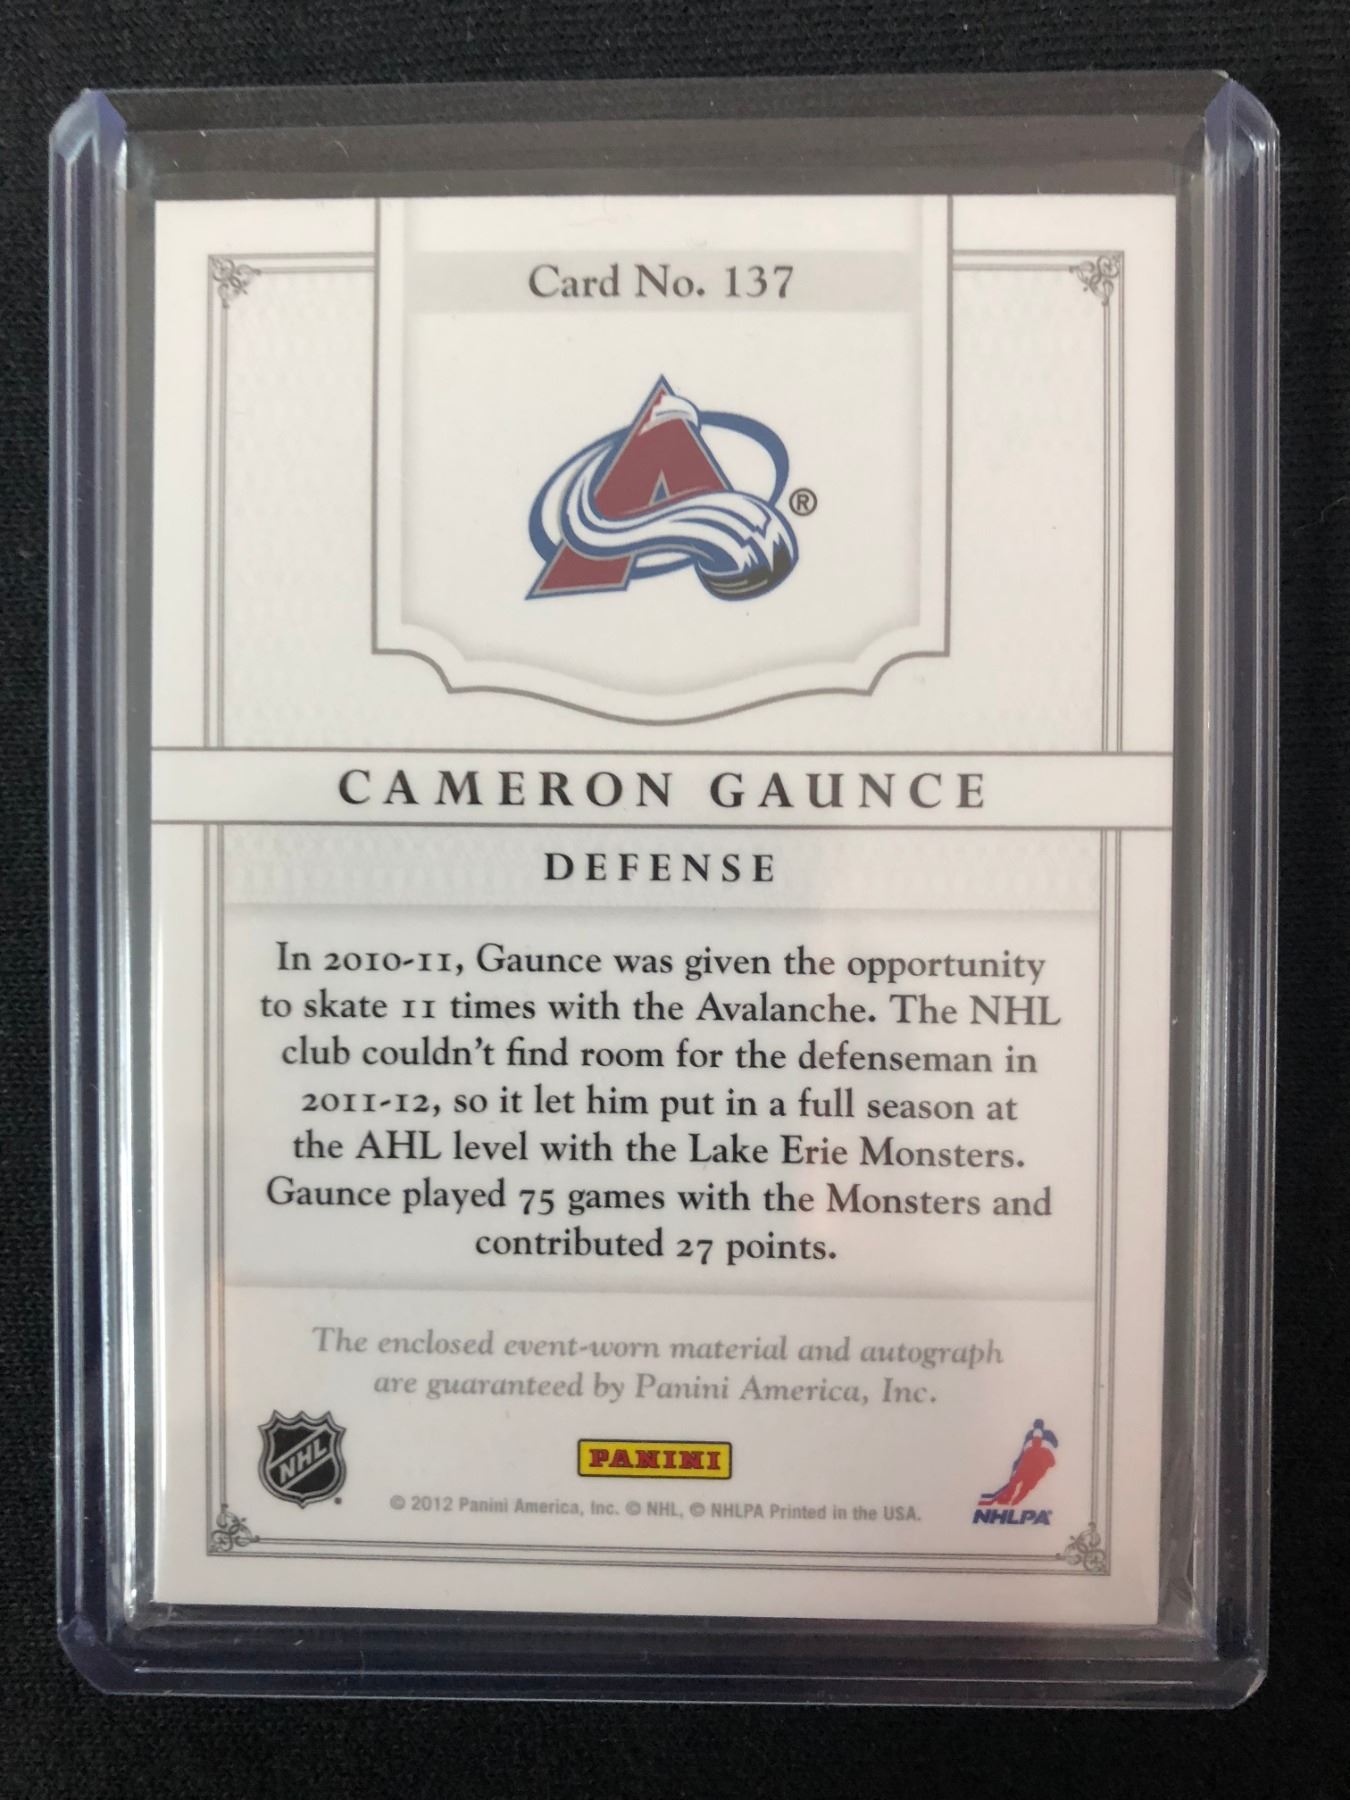 Card No. 137
®
CAMERON GAUNCE
DEFENSE
In 2010-11, Gaunce was given the opportunity
to skate 11 times with the Avalanche. The NHL
club couldn't find room for the defenseman in
2011-12, so it let him put in a full season at
the AHL level with the Lake Erie Monsters.
Gaunce played 75 games with the Monsters and
contributed 27 points.
The enclosed event-worn material and autograph
are guaranteed by Panini America, Inc.
NHL
PANINI
NHLPA
© 2012 Panini America, Inc. © NHL, © NHLPA Printed in the USA.